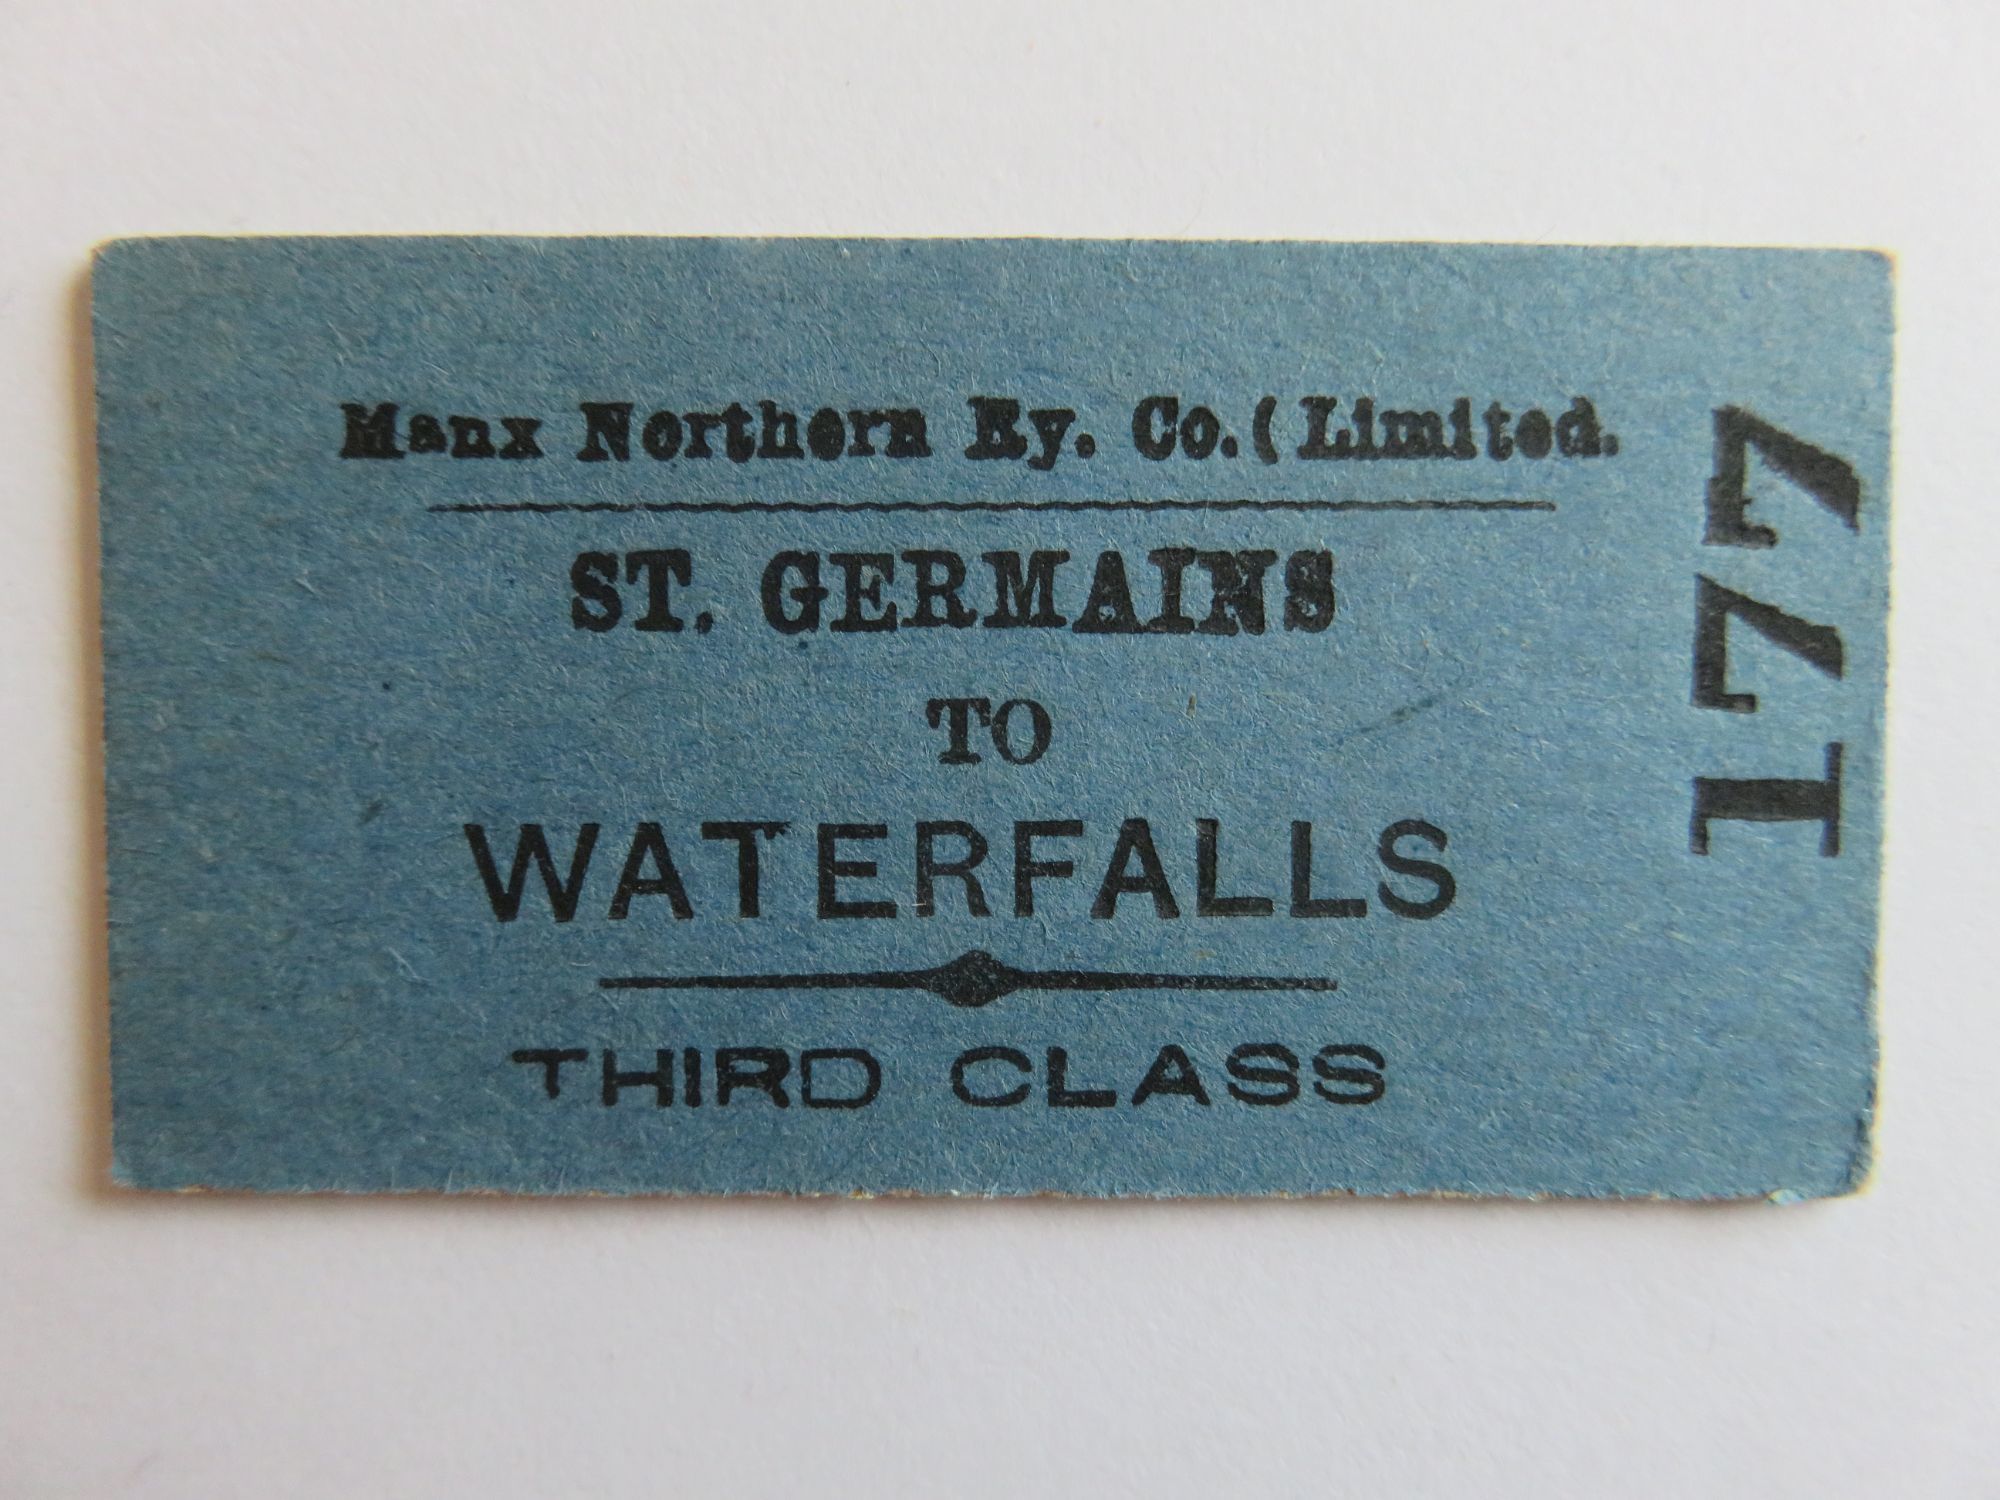 Manx Northern Ry. Co. (Limited.
ST. GERMAINS
TO
WATERFALLS
THIRD CLASS
177